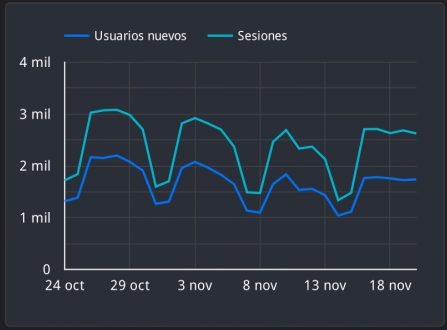 Usuarios nuevos Sesiones
4 mil
3 mil
2 mil
1 mil
0
24 oct 29 oct 3 nov 8 nov 13 nov 18 nov